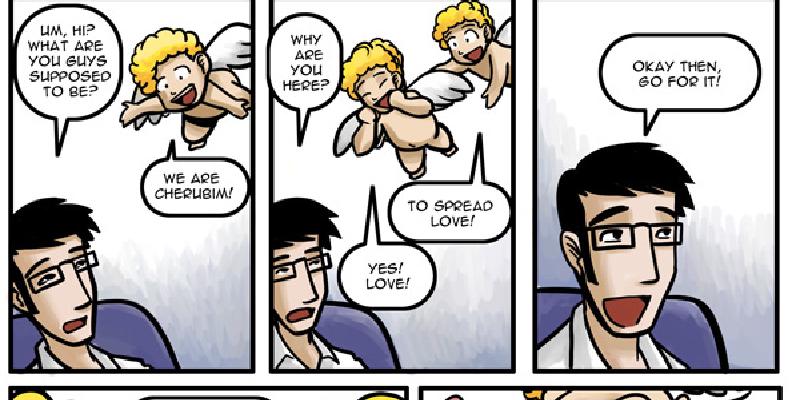 UM, HI?
WHAT ARE
YOU GUYS
SUPPOSED
TO BE?
WE ARE
CHERUBIM!
WHY
ARE
YOU
HERE?
TO SPREAD
LOVE!
YES!
LOVE!
OKAY THEN,
GO FOR IT!